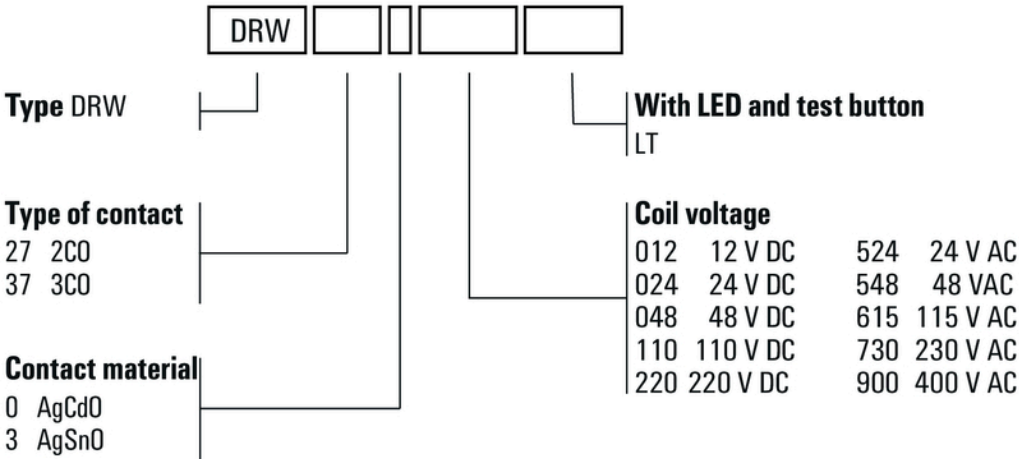 DRW
Type DRW
With LED and test button
LT
Type of contact
27 2CO
37 3CO
Coil voltage
012 12 V DC 524 24 V AC
024 24 V DC 548 48 VAC
048 48 V DC 615 115 V AC
110 110 V DC 730 230 V AC
220 220 V DC 900 400 V AC
Contact material
0 AgCdO
3 AgSnO